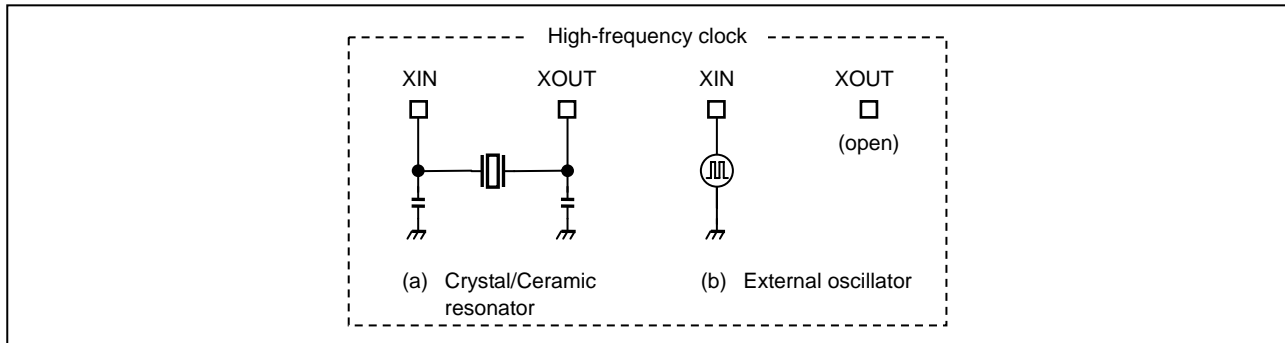 High-frequency clock
XIN XOUT XIN XOUT
(open)
(a) Crystal/Ceramic
resonator
(b) External oscillator